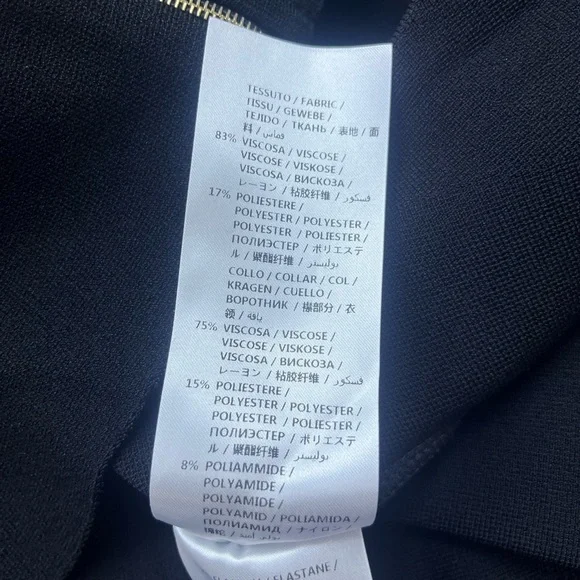 TESSUTO / FABRIC /
TISSU / GEWEBE /
TEJIDO / ТКАНЬ / 表地 / 面
料 / قماش /
83% VISCOSA / VISCOSE /
VISCOSE / VISKOSE /
VISCOSA / ВИСКОЗА /
レーヨン / 粘胶纤维 / فسكور /
17% POLIESTERE /
POLYESTER / POLYESTER /
POLYESTER / POLIESTER /
ПОЛИЭСТЕР / ポリエステ
ル / 聚酯纤维 / بوليستر /
COLLO / COLLAR / COL /
KRAGEN / CUELLO /
ВОРОТНИК / 襟部分 / 衣
领 / ياقة /
75% VISCOSA / VISCOSE /
VISCOSE / VISKOSE /
VISCOSA / ВИСКОЗА /
レーヨン / 粘胶纤维 / فسكور /
15% POLIESTERE /
POLYESTER / POLYESTER /
POLYESTER / POLIESTER /
ПОЛИЭСТЕР / ポリエステ
ル / 聚酯纤维 / بوليستر /
8% POLIAMMIDE /
POLYAMIDE /
POLYAMIDE /
POLYAMID / POLIAMIDA /
ПОЛИАМИД / ナイロン /
ELASTANE /